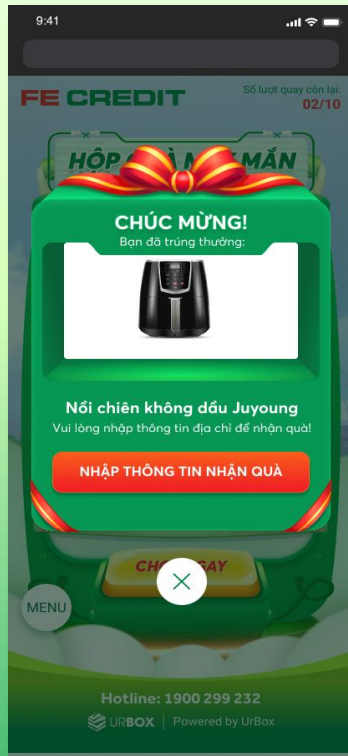 9:41
FE CREDIT
Số lượt quay còn lại:
02/10
HỘP MẮN
CHÚC MỪNG!
Bạn đã trúng thưởng:
Nồi chiên không dầu Juyoung
Vui lòng nhập thông tin địa chỉ để nhận quà!
NHẬP THÔNG TIN NHẬN QUÀ
MENU
Hotline: 1900 299 232
URBOX | Powered by UrBox